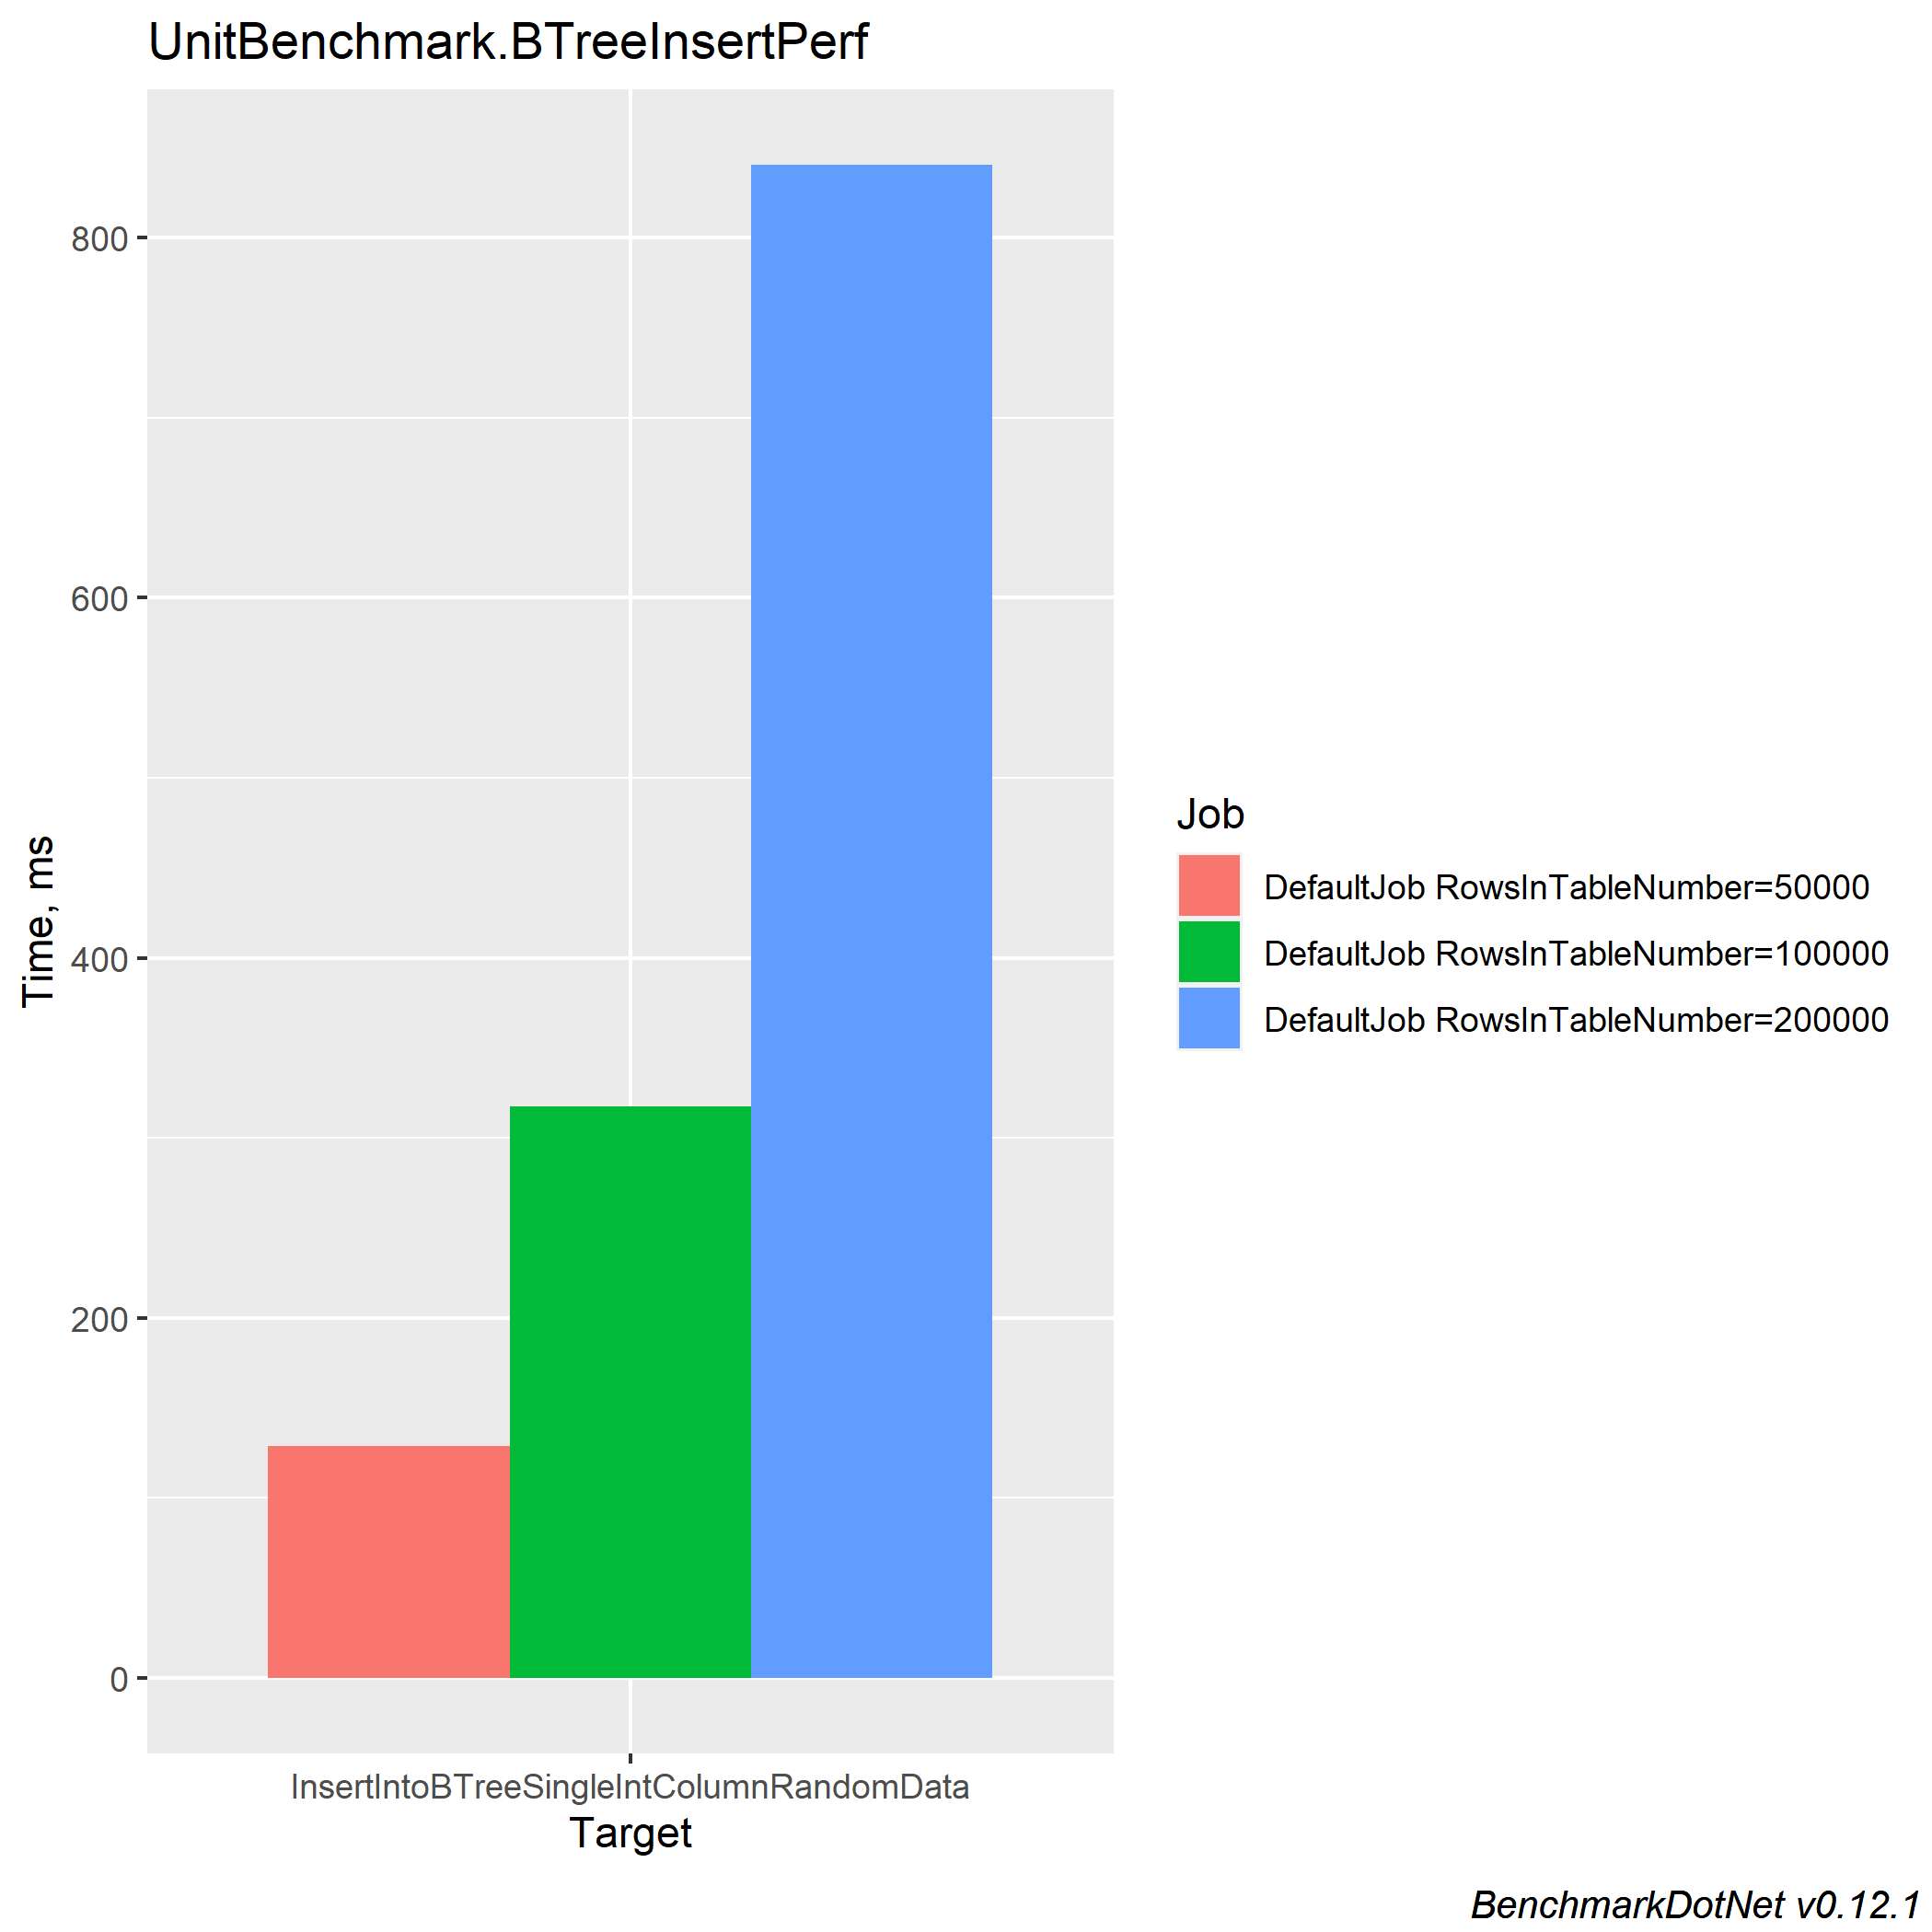 UnitBenchmark.BTreeInsertPerf
Time, ms
800
600
400
200
0
InsertIntoBTreeSingleIntColumnRandomData
Target
Job
DefaultJob RowsInTableNumber=50000
DefaultJob RowsInTableNumber=100000
DefaultJob RowsInTableNumber=200000
BenchmarkDotNet v0.12.1